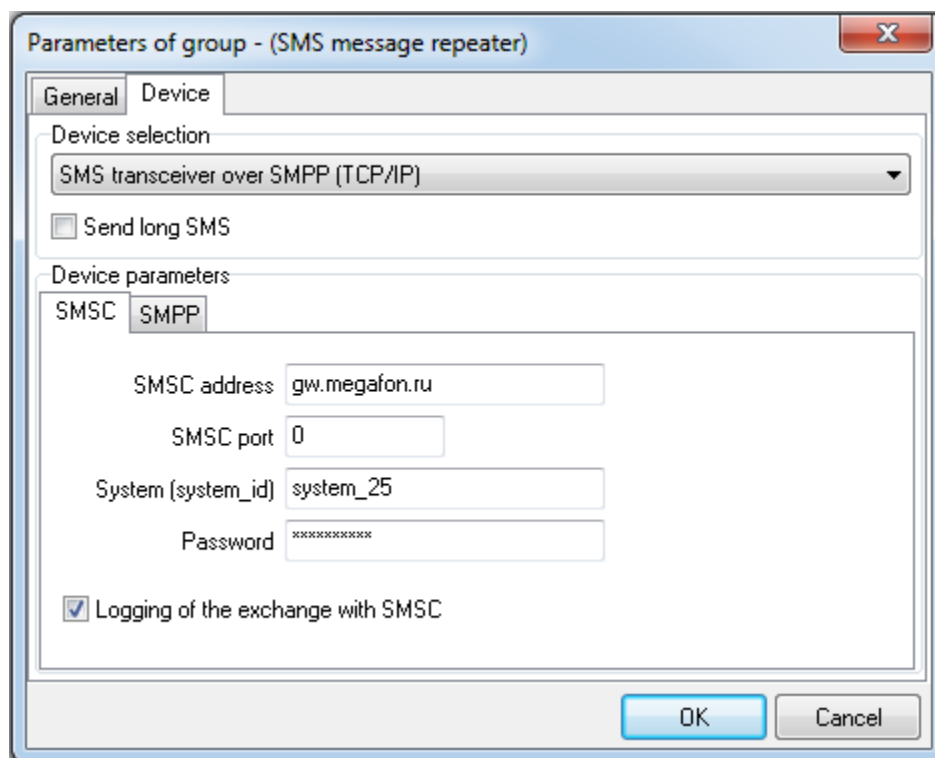 Parameters of group - (SMS message repeater)
General Device
Device selection
SMS transceiver over SMPP (TCP/IP)
Send long SMS
Device parameters
SMSC SMPP
SMSC address gw.megafon.ru
SMSC port 0
System (system_id) system_25
Password **********
Logging of the exchange with SMSC
OK Cancel